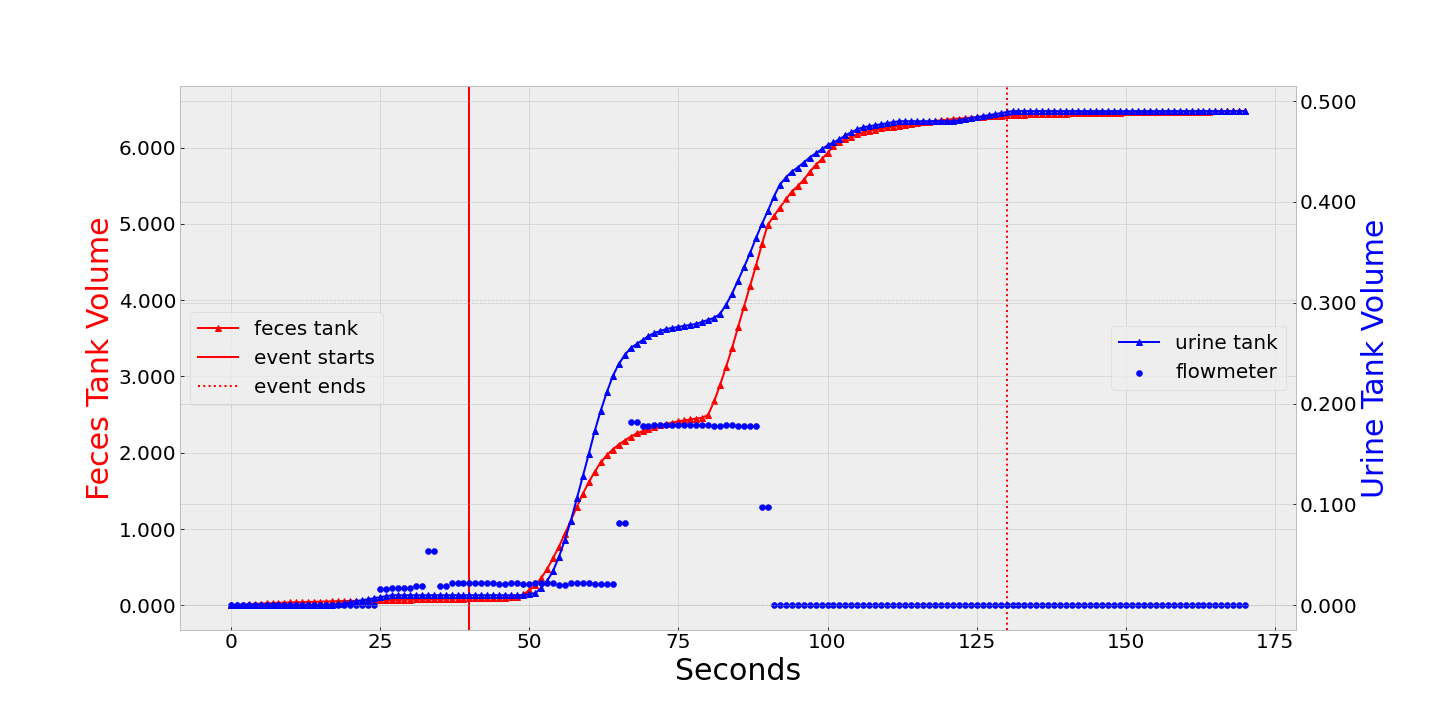 Feces Tank Volume
6.000
5.000
4.000
3.000
2.000
1.000
0.000
feces tank
event starts
event ends
urine tank
flowmeter
0.500
0.400
0.300
0.200
0.100
0.000
Urine Tank Volume
0 25 50 75 100 125 150 175
Seconds